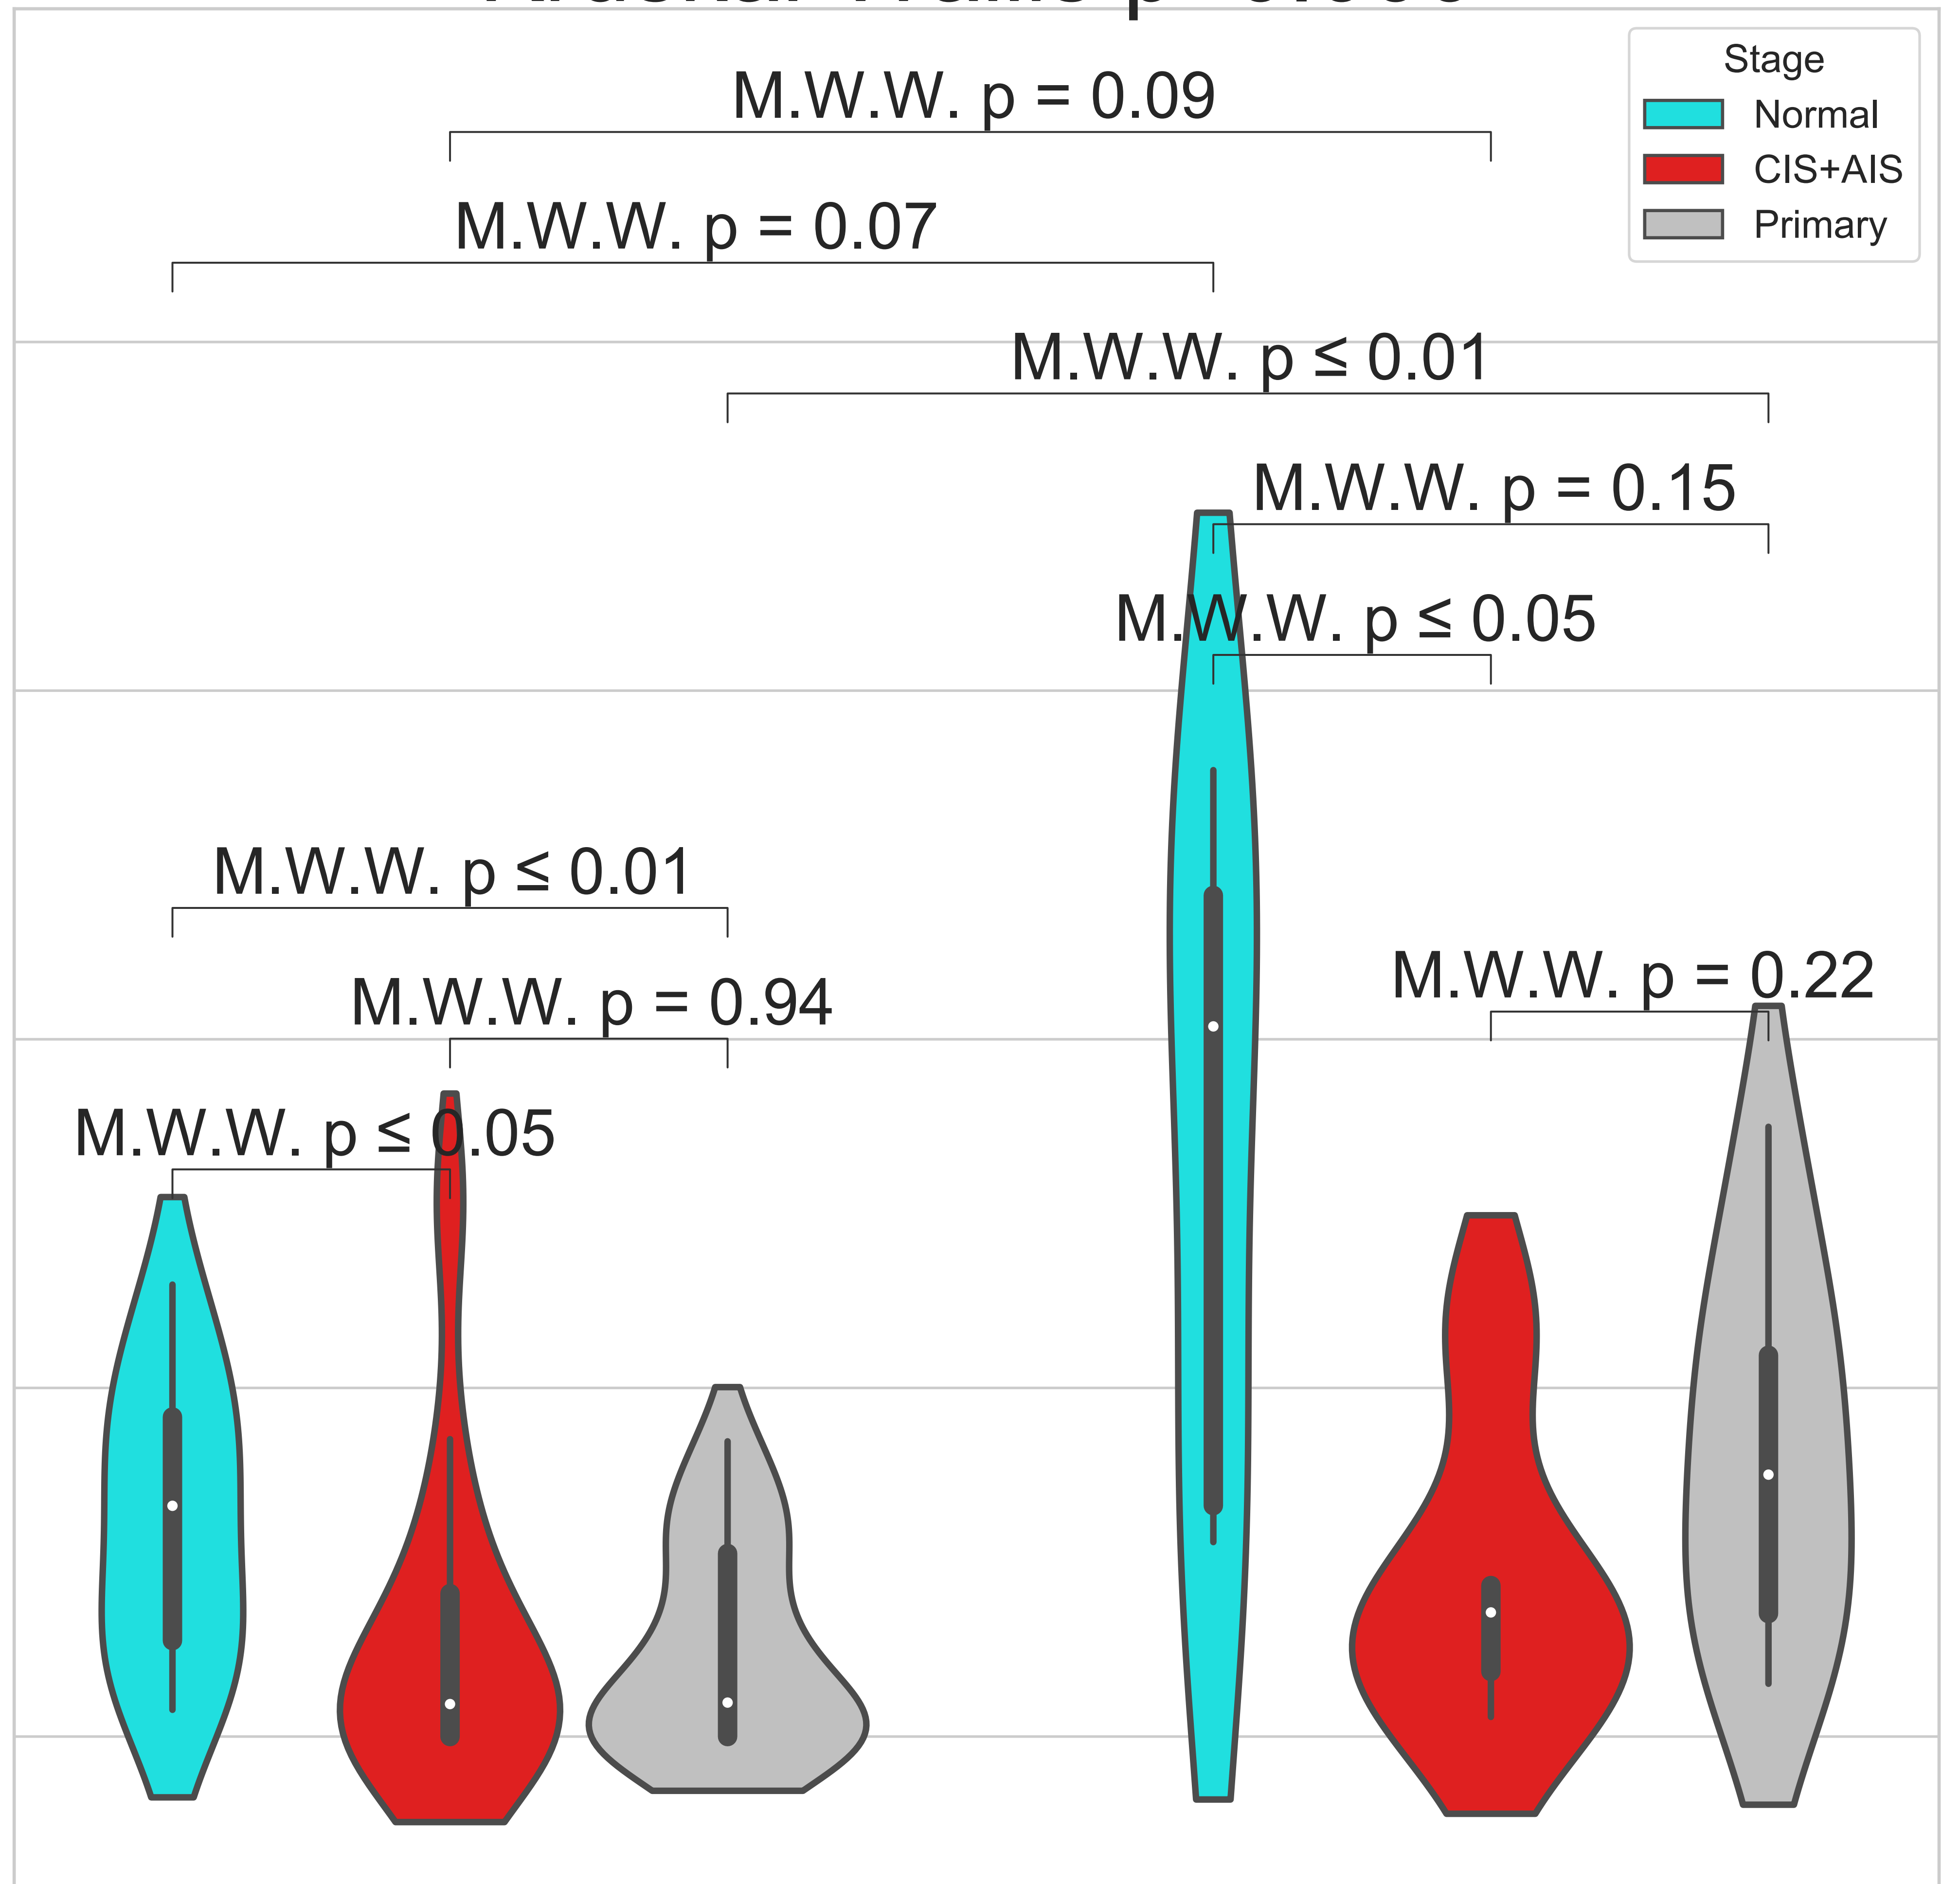 M.W.W. p = 0.09
Stage
Normal
CIS+AIS
Primary
M.W.W. p = 0.07
M.W.W. p ≤ 0.01
M.W.W. p = 0.15
M.W.W. p ≤ 0.05
M.W.W. p ≤ 0.01
M.W.W. p = 0.22
M.W.W. p = 0.94
M.W.W. p ≤ 0.05